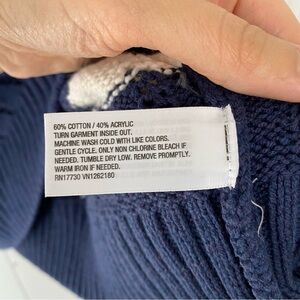 60% COTTON / 40% ACRYLIC
TURN GARMENT INSIDE OUT.
MACHINE WASH COLD WITH LIKE COLORS.
GENTLE CYCLE. ONLY NON CHLORINE BLEACH IF
NEEDED. TUMBLE DRY LOW. REMOVE PROMPTLY.
WARM IRON IF NEEDED.
RN17730 VN1262180